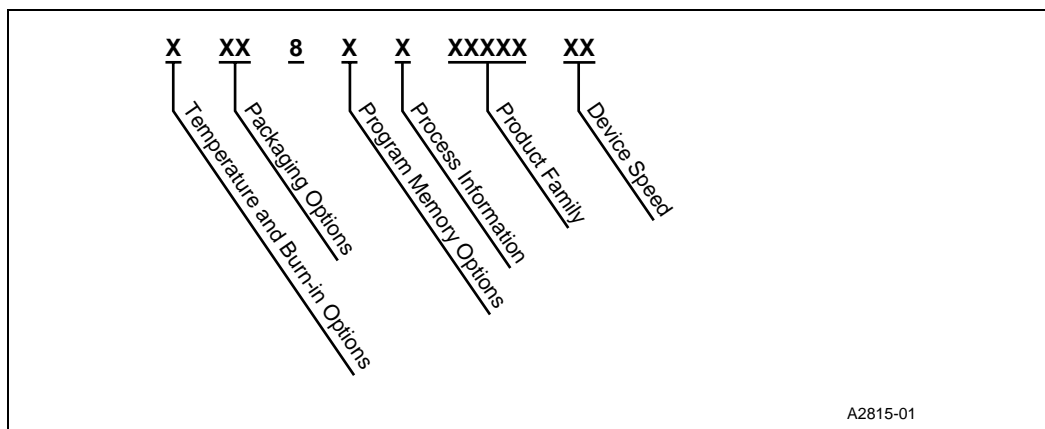 X XX 8 X X XXXXX XX
Temperature and Burn-in Options
Packaging Options
Program Memory Options
Process Information
Product Family
Device Speed
A2815-01